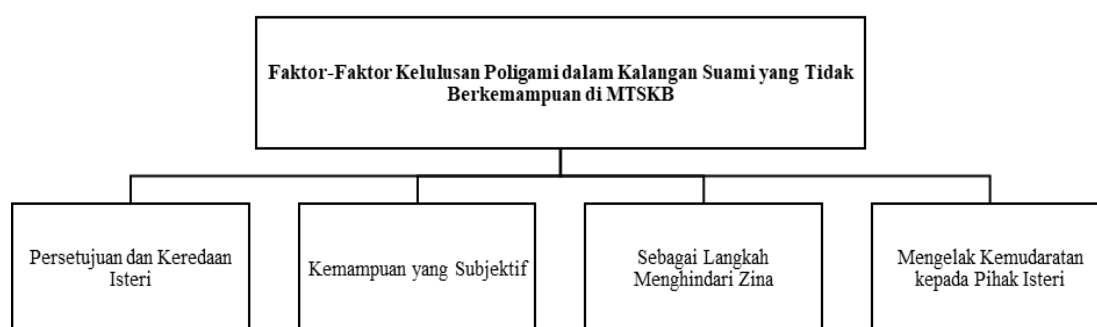 Faktor-Faktor Kelulusan Poligami dalam Kalangan Suami yang Tidak
Berkemampuan di MTSKB
Persetujuan dan Keredaan
Isteri
Kemampuan yang Subjektif
Sebagai Langkah
Menghindari Zina
Mengelak Kemudaratan
kepada Pihak Isteri